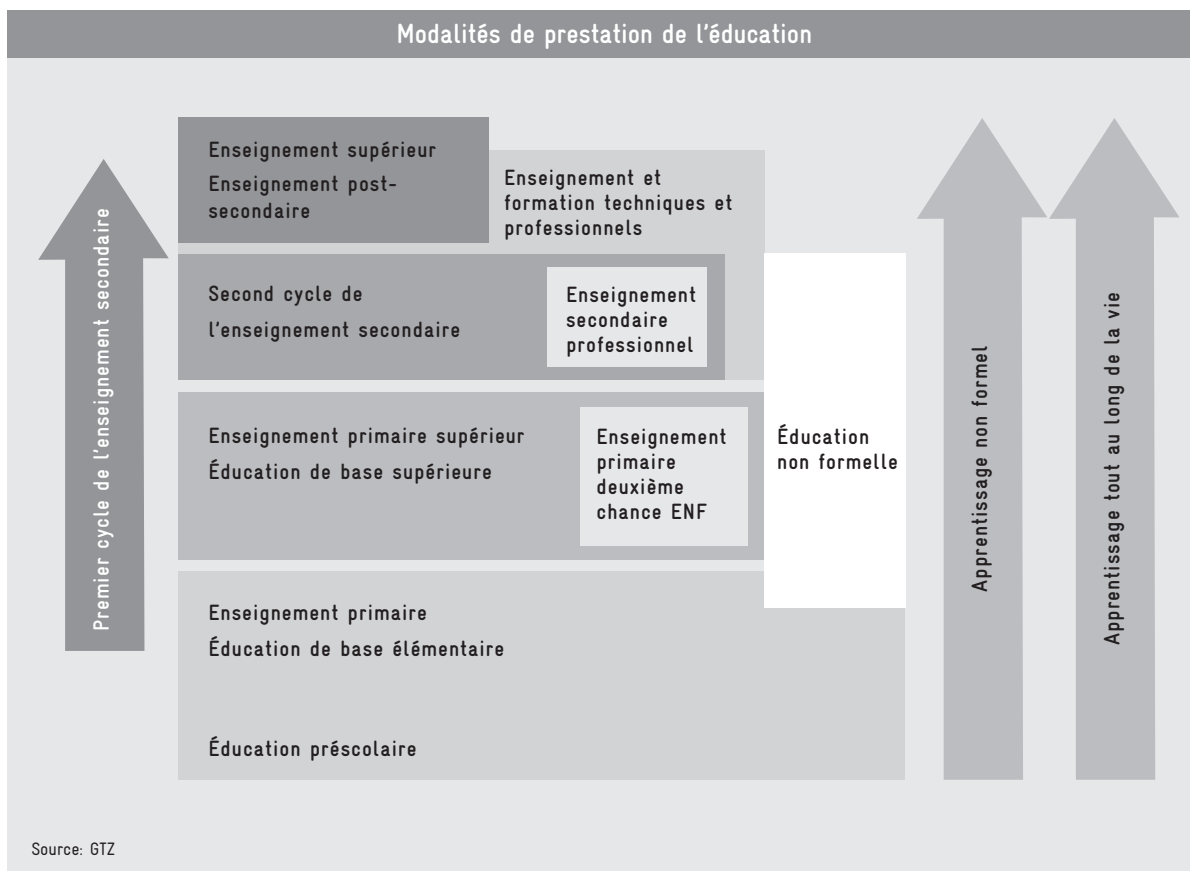 Modalités de prestation de l'éducation
Premier cycle de l'enseignement secondaire
Enseignement supérieur
Enseignement post-
secondaire
Enseignement et
formation techniques et
professionnels
Second cycle de
l'enseignement secondaire
Enseignement
secondaire
professionnel
Enseignement primaire supérieur
Éducation de base supérieure
Enseignement
primaire
deuxième
chance ENF
Éducation
non formelle
Enseignement primaire
Éducation de base élémentaire
Éducation préscolaire
Apprentissage non formel
Apprentissage tout au long de la vie
Source: GTZ